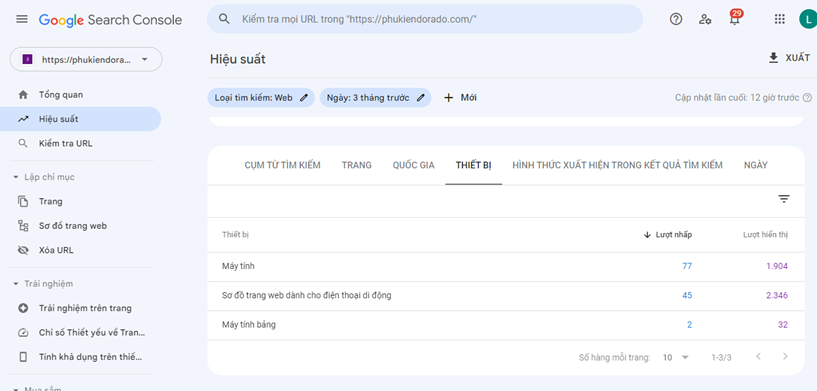 Google Search Console
Kiểm tra mọi URL trong "https://phukiendorado.com/"
29
L
https://phukiendora...
Hiệu suất
XUẤT
Loại tìm kiếm: Web
Ngày: 3 tháng trước
Mới
Cập nhật lần cuối: 12 giờ trước
Tổng quan
Hiệu suất
Kiểm tra URL
Lập chỉ mục
Trang
Sơ đồ trang web
Xóa URL
Trải nghiệm
Trải nghiệm trên trang
Chỉ số Thiết yếu về Tran...
Tính khả dụng trên thiế...
Mua sắm
CỤM TỪ TÌM KIẾM TRANG QUỐC GIA THIẾT BỊ HÌNH THỨC XUẤT HIỆN TRONG KẾT QUẢ TÌM KIẾM NGÀY
Thiết bị Lượt nhấp Lượt hiển thị
Máy tính 77 1.904
Sơ đồ trang web dành cho điện thoại di động 45 2.346
Máy tính bảng 2 32
Số hàng mỗi trang: 10 1-3/3